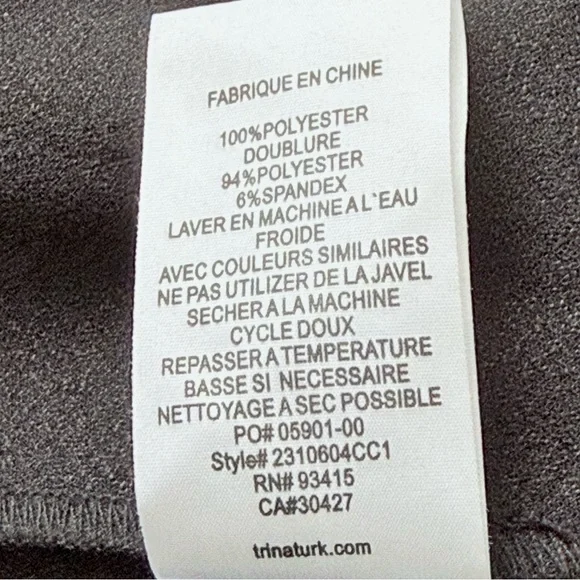 FABRIQUE EN CHINE
100%POLYESTER
DOUBLURE
94%POLYESTER
6%SPANDEX
LAVER EN MACHINE A L`EAU
FROIDE
AVEC COULEURS SIMILAIRES
NE PAS UTILIZER DE LA JAVEL
SECHER A LA MACHINE
CYCLE DOUX
REPASSER A TEMPERATURE
BASSE SI NECESSAIRE
NETTOYAGE A SEC POSSIBLE
PO# 05901-00
Style# 2310604CC1
RN# 93415
CA#30427
trinaturk.com